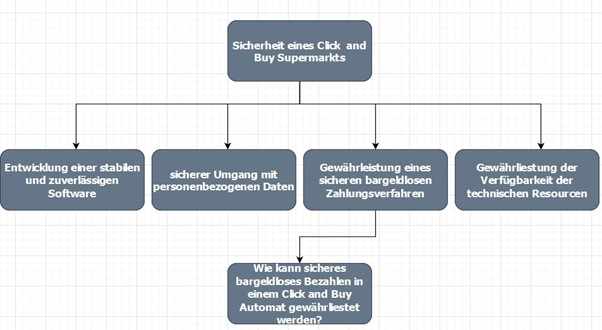 Sicherheit eines Click and
Buy Supermarkts
Entwicklung einer stabilen
und zuverlässigen
Software
sicherer Umgang mit
personenbezogenen Daten
Gewährleistung eines
sicheren bargeldlosen
Zahlungsverfahren
Gewährliestung der
Verfügbarkeit der
technischen Resourcen
Wie kann sicheres
bargeldloses Bezahlen in
einem Click and Buy
Automat gewährliestet
werden?